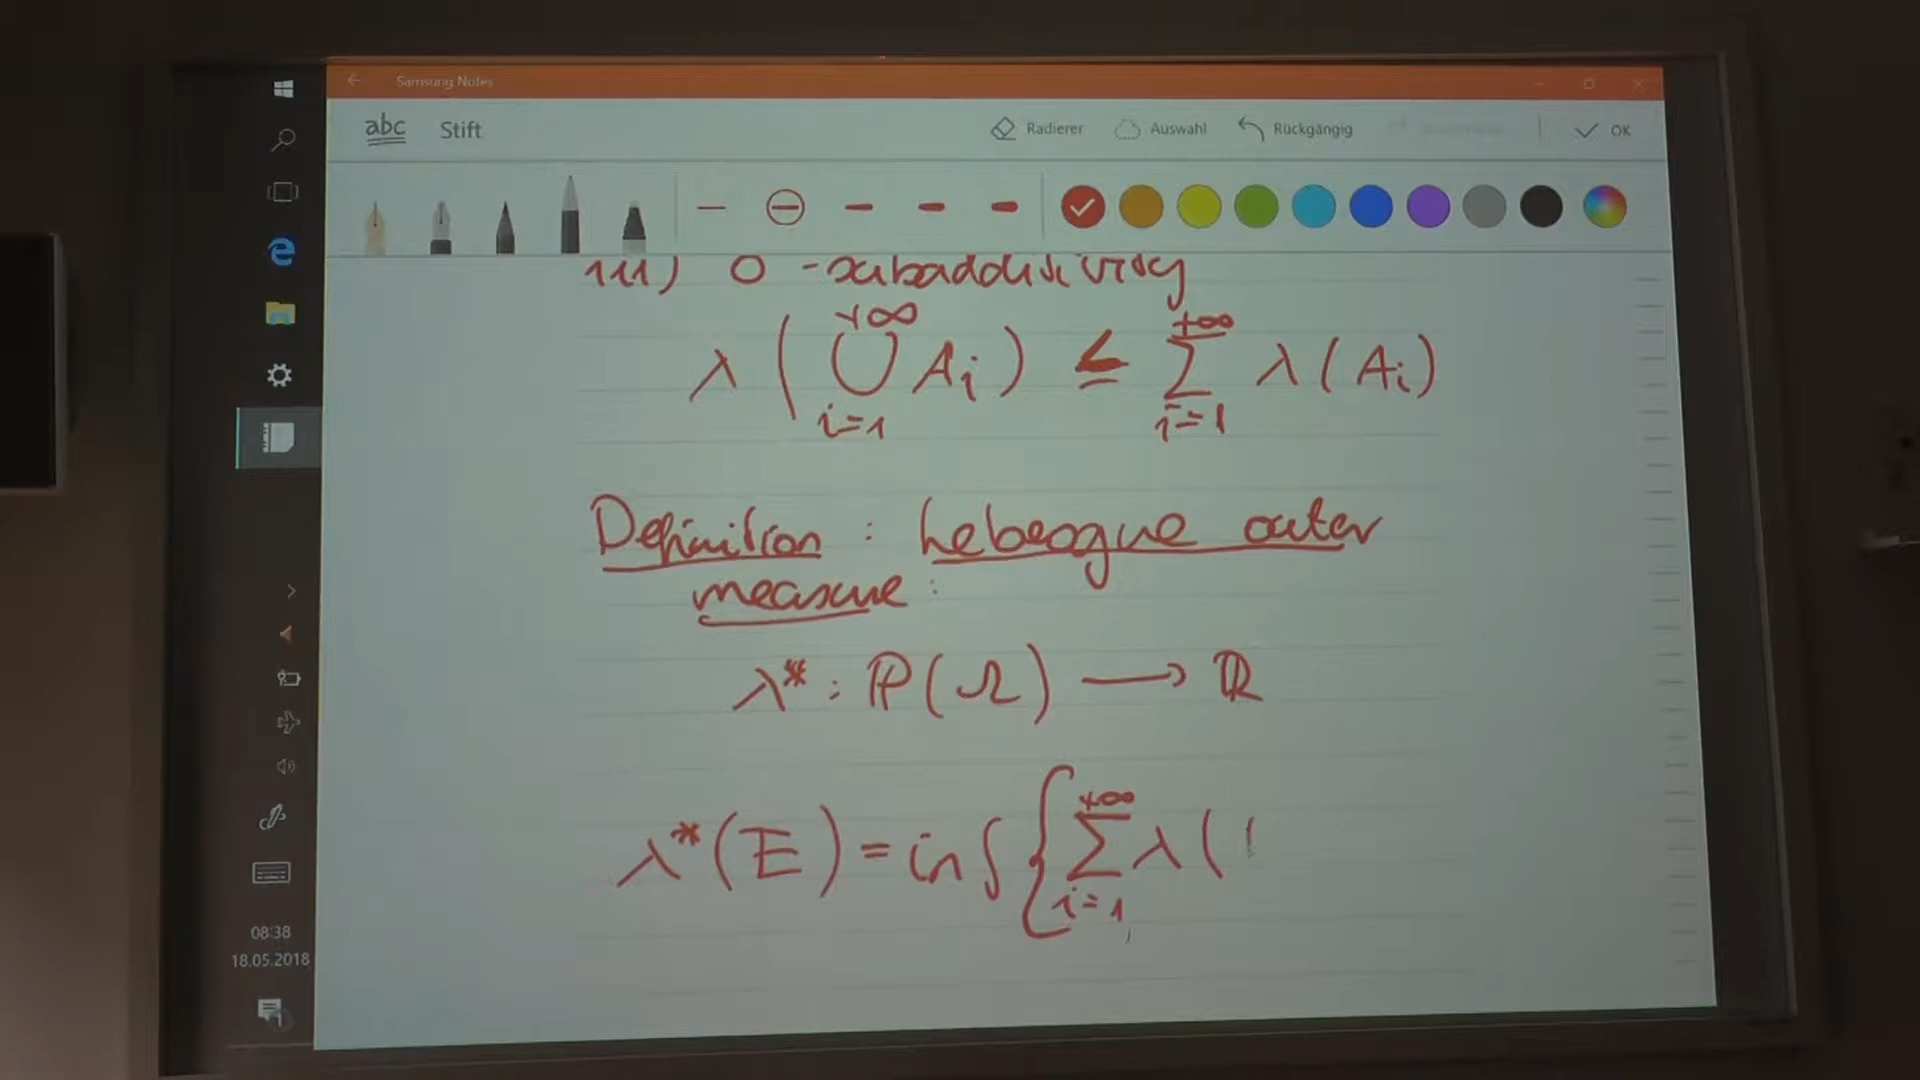 Samsung Notes
abc Stift Radierer Auswahl Rückgängig OK
iii) σ-subadditivity
λ ( ⋃_{i=1}^{+∞} A_i ) ≤ ∑_{i=1}^{+∞} λ ( A_i )
Definition : Lebesgue outer
measure :
λ* : ℙ(Ω) ⟶ ℝ
λ*(E) = inf { ∑_{i=1}^{+∞} λ (
08:38
18.05.2018